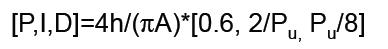 [P,I,D]=4h/(πA)*[0.6, 2/Pu, Pu/8]